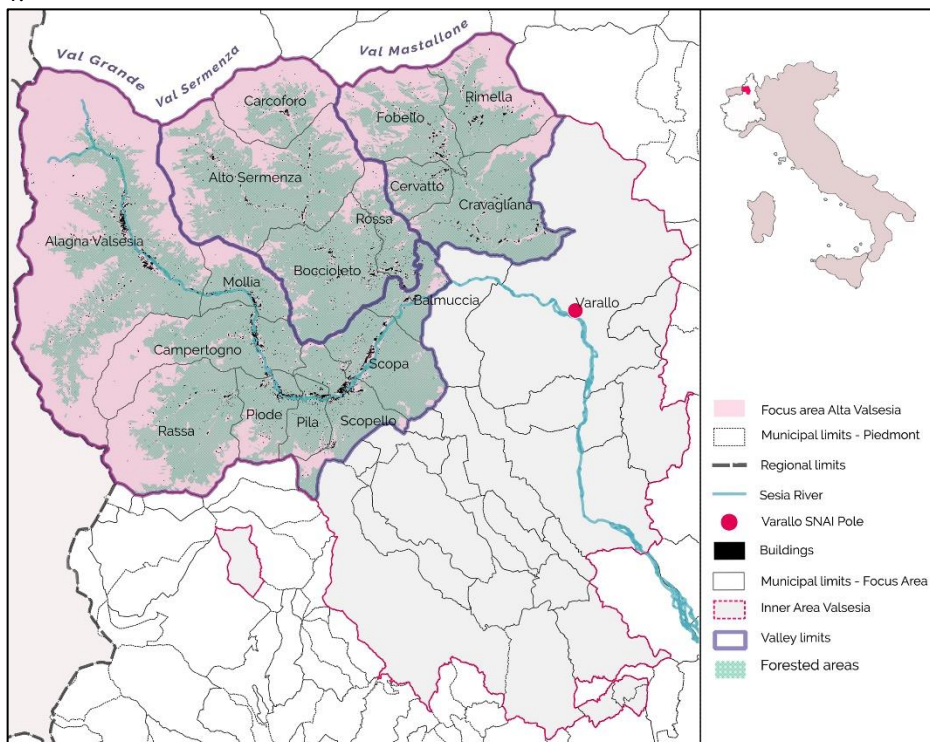 Val Grande
Val Sermenza
Val Mastallone
Carcoforo
Rimella
Fobello
Alto Sermenza
Cervatto
Cravagliana
Rossa
Alagna Valsesia
Boccioleto
Mollia
Balmuccia
Varallo
Campertogno
Scopa
Rassa
Piode
Pila
Scopello
Focus area Alta Valsesia
Municipal limits - Piedmont
Regional limits
Sesia River
Varallo SNAI Pole
Buildings
Municipal limits - Focus Area
Inner Area Valsesia
Valley limits
Forested areas